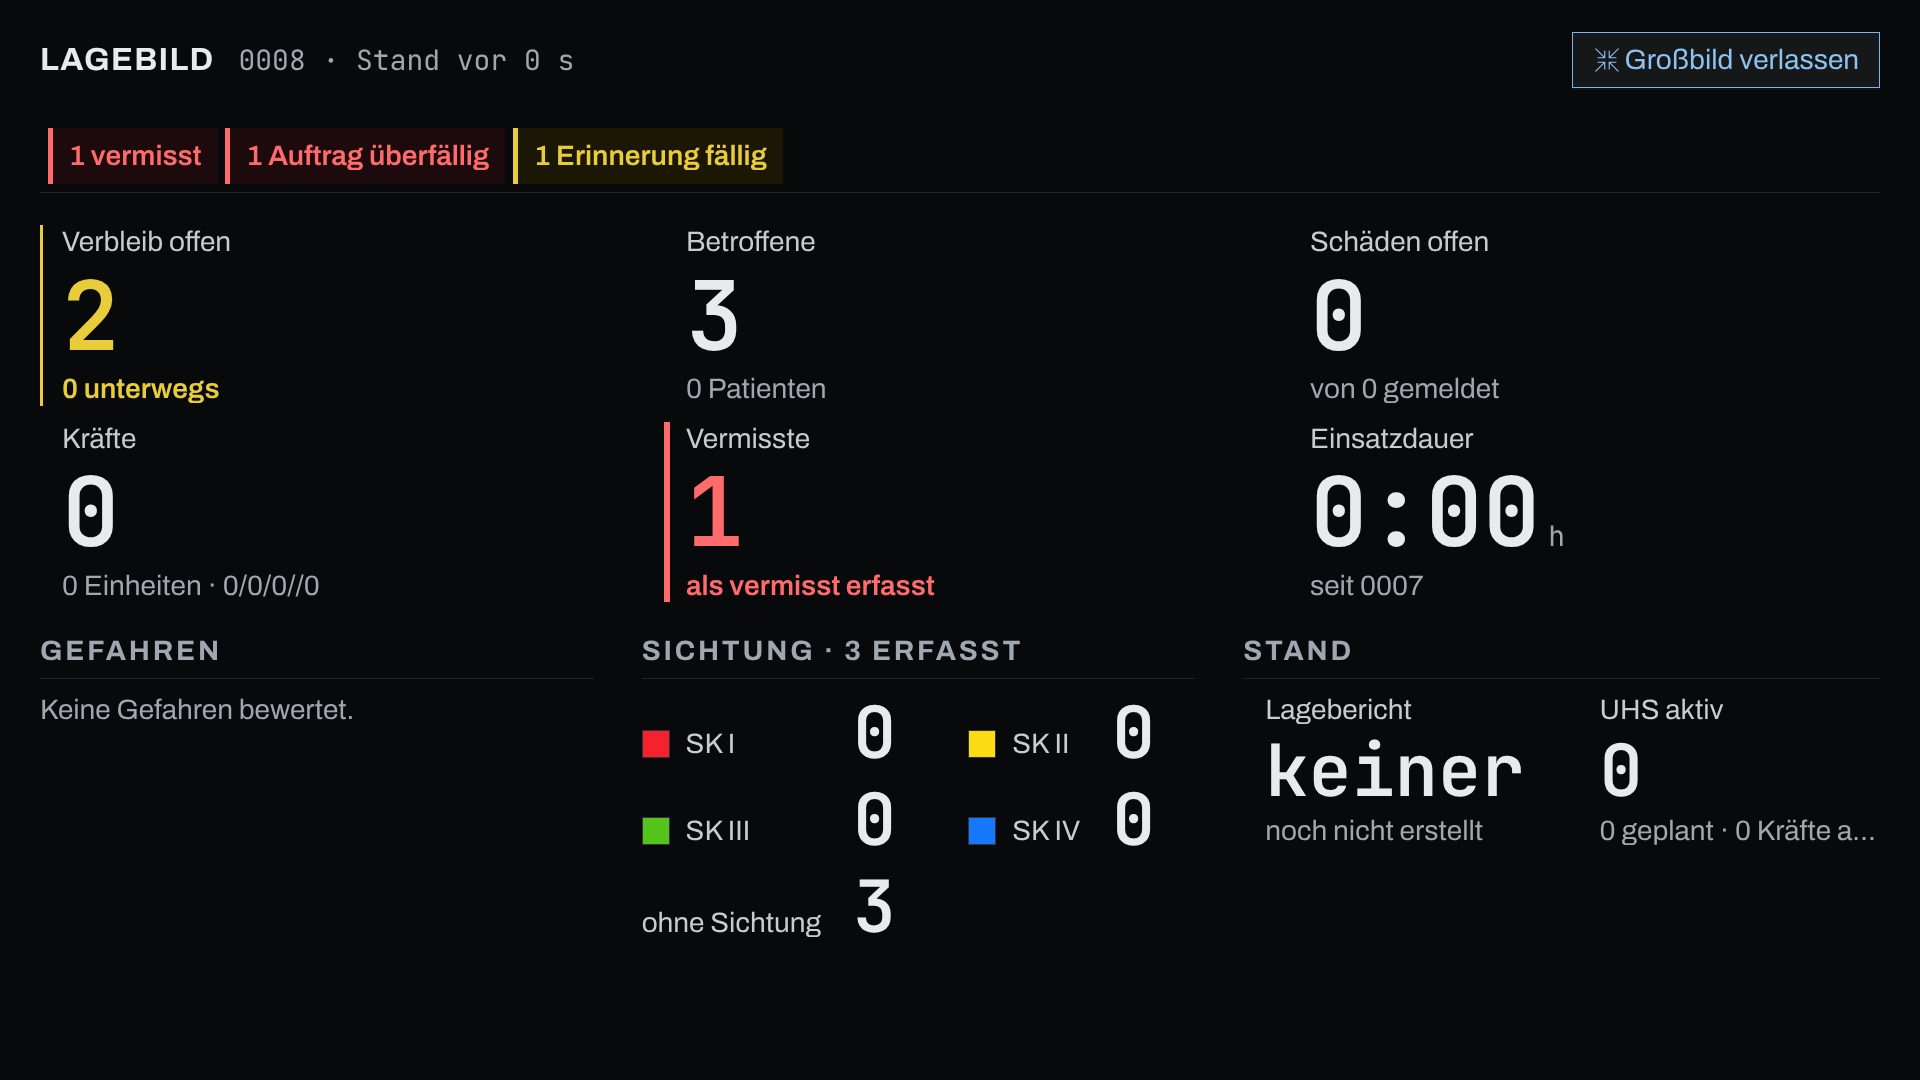 LAGEBILD 0008 · Stand vor 0 s
Großbild verlassen
1 vermisst
1 Auftrag überfällig
1 Erinnerung fällig
Verbleib offen
2
0 unterwegs
Betroffene
3
0 Patienten
Schäden offen
0
von 0 gemeldet
Kräfte
0
0 Einheiten · 0/0/0//0
Vermisste
1
als vermisst erfasst
Einsatzdauer
0:00 h
seit 0007
GEFAHREN
Keine Gefahren bewertet.
SICHTUNG · 3 ERFASST
SK I 0
SK II 0
SK III 0
SK IV 0
ohne Sichtung 3
STAND
Lagebericht
keiner
noch nicht erstellt
UHS aktiv
0
0 geplant · 0 Kräfte a...